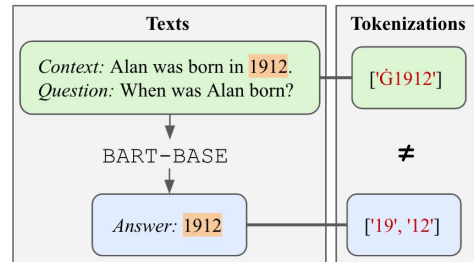 Texts
Tokenizations
Context: Alan was born in 1912.
Question: When was Alan born?
['Ġ1912']
BART-BASE
≠
Answer: 1912
['19', '12']